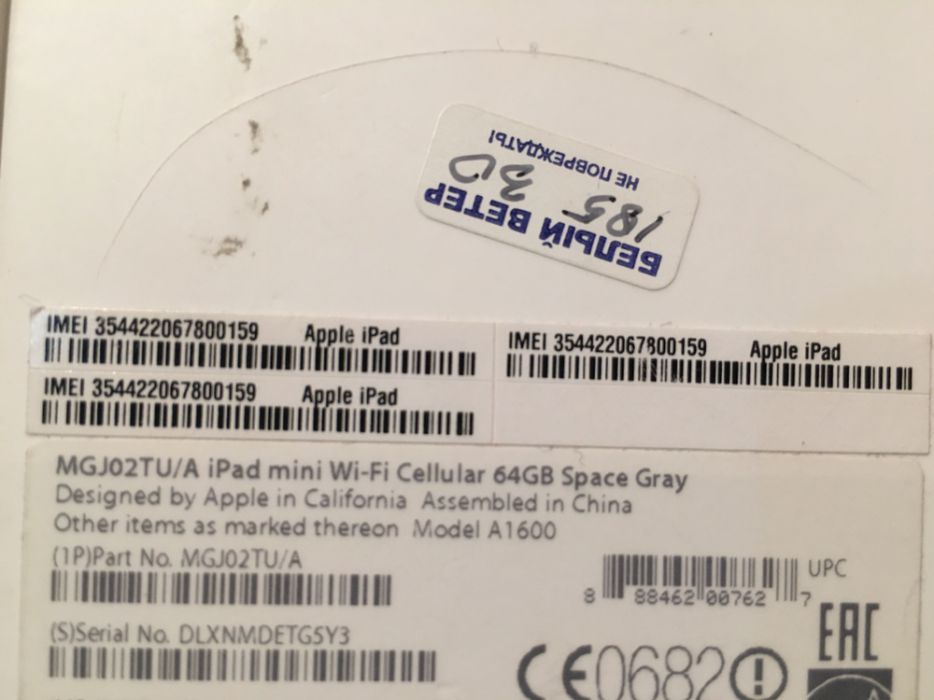 НЕ ПОВРЕЖДАТЬ!
185 30
БЕЛЫЙ ВЕТЕР
IMEI 354422067800159 Apple iPad
IMEI 354422067800159 Apple iPad
IMEI 354422067800159 Apple iPad
MGJ02TU/A iPad mini Wi-Fi Cellular 64GB Space Gray
Designed by Apple in California Assembled in China
Other items as marked thereon Model A1600
(1P)Part No. MGJ02TU/A
UPC
8 88462 00762 7
(S)Serial No. DLXNMDETG5Y3
EAC
CE0682